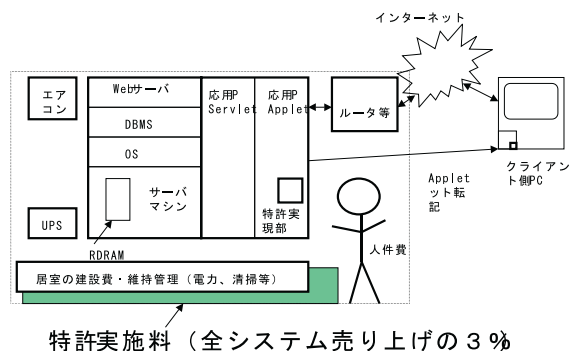 インターネット
エア
コン
Webサーバ
DBMS
OS
サーバ
マシン
RDRAM
UPS
応用P
Servlet
応用P
Applet
特許実
現部
ルータ等
クライアン
ト側PC
Applet
ット転
記
人件費
居室の建設費・維持管理（電力、清掃等）
特許実施料（全システム売り上げの３%